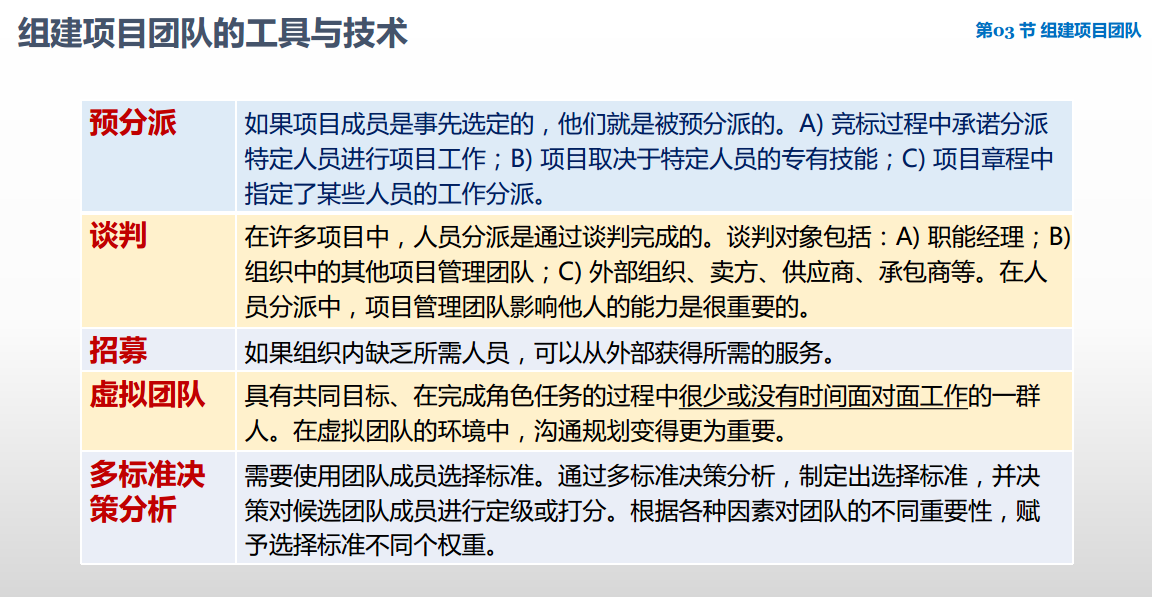 组建项目团队的工具与技术
第03 节 组建项目团队
预分派
如果项目成员是事先选定的，他们就是被预分派的。A) 竞标过程中承诺分派
特定人员进行项目工作；B) 项目取决于特定人员的专有技能；C) 项目章程中
指定了某些人员的工作分派。
谈判
在许多项目中，人员分派是通过谈判完成的。谈判对象包括：A) 职能经理；B)
组织中的其他项目管理团队；C) 外部组织、卖方、供应商、承包商等。在人
员分派中，项目管理团队影响他人的能力是很重要的。
招募
如果组织内缺乏所需人员，可以从外部获得所需的服务。
虚拟团队
具有共同目标、在完成角色任务的过程中很少或没有时间面对面工作的一群
人。在虚拟团队的环境中，沟通规划变得更为重要。
多标准决
策分析
需要使用团队成员选择标准。通过多标准决策分析，制定出选择标准，并决
策对候选团队成员进行定级或打分。根据各种因素对团队的不同重要性，赋
予选择标准不同个权重。